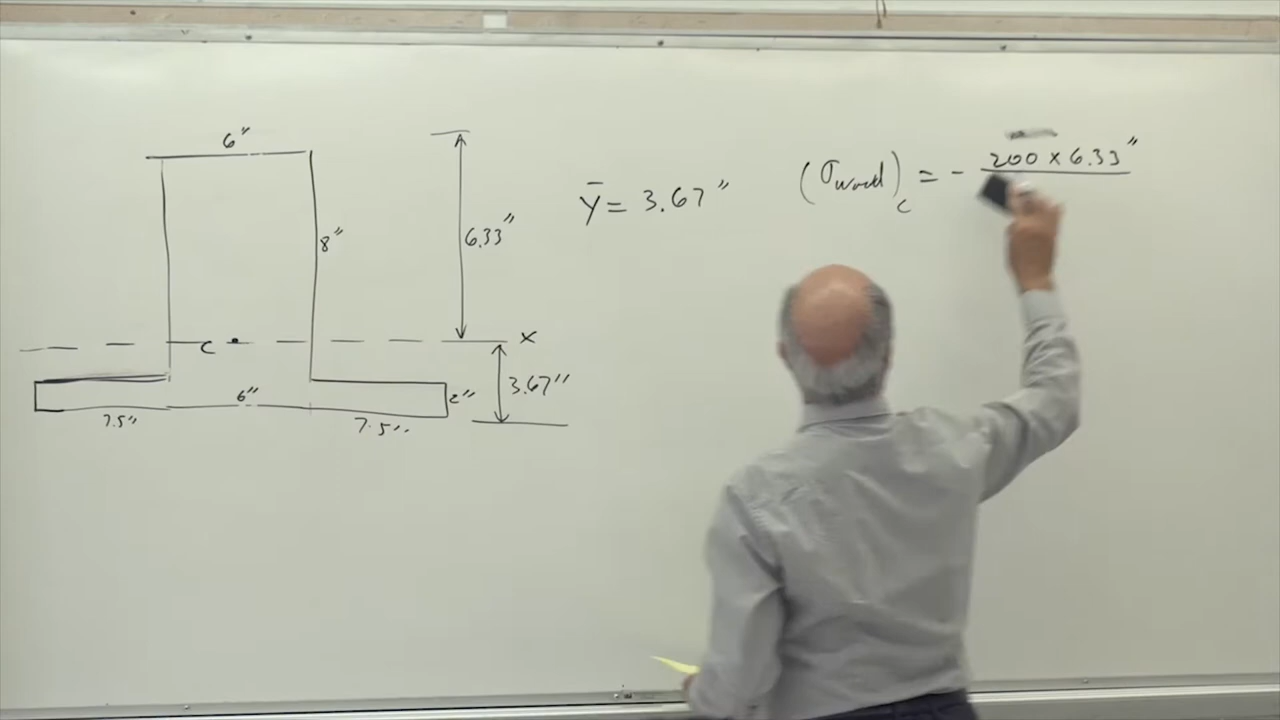 6"
8"
6.33"
C
x
3.67"
6"
2"
7.5"
7.5"
ȳ = 3.67"
(σwood)c = - 200 × 6.33"